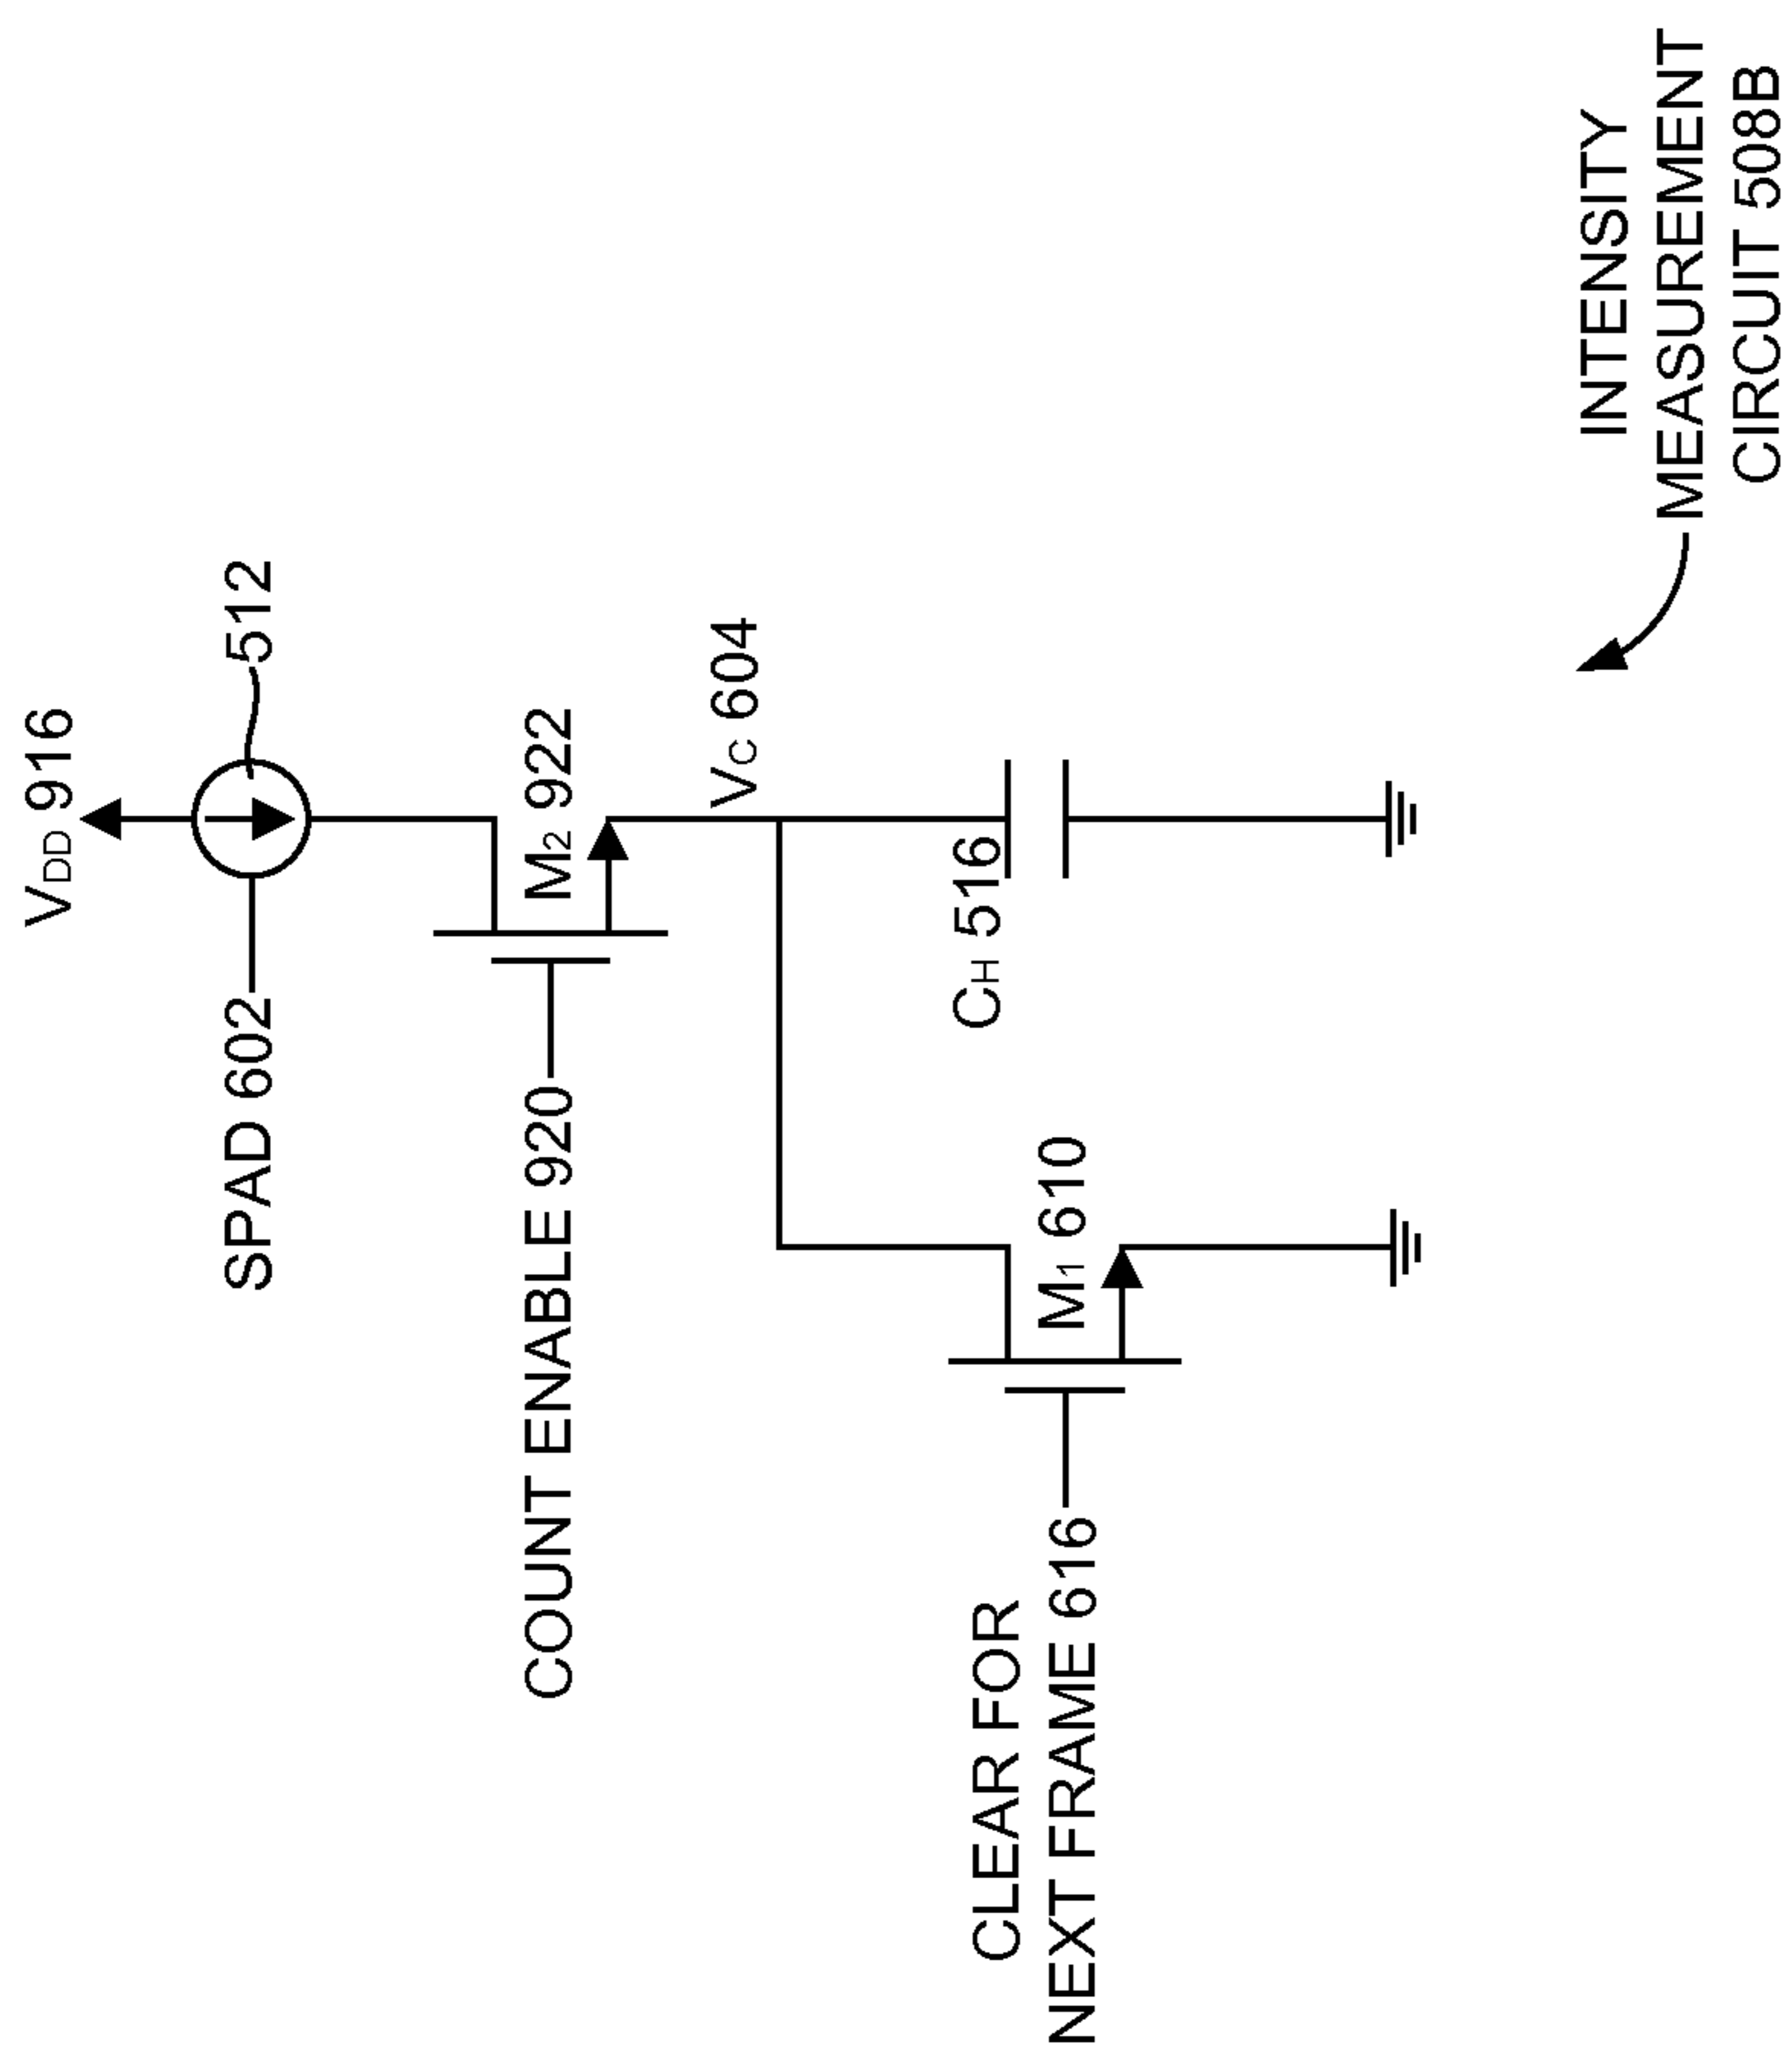 VDD 916
SPAD 602
512
COUNT ENABLE 920
M2 922
VC 604
CH 516
CLEAR FOR
NEXT FRAME 616
M1 610
INTENSITY
MEASUREMENT
CIRCUIT 508B